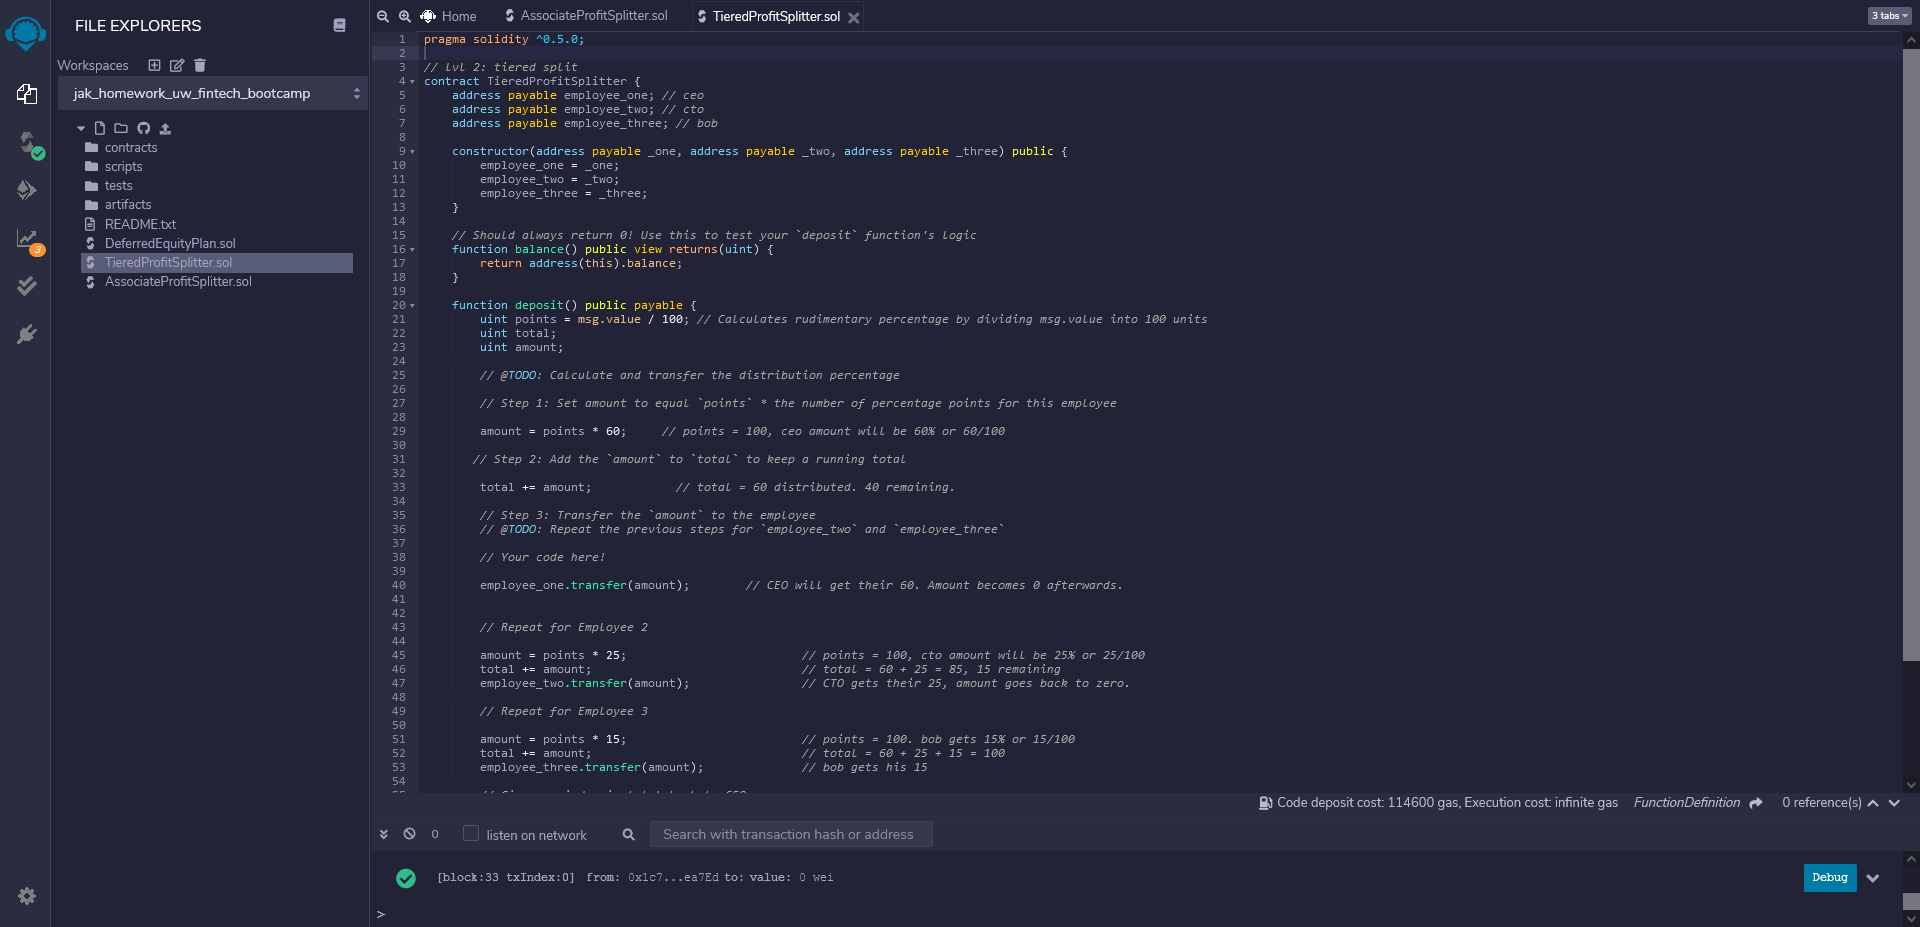 FILE EXPLORERS
Workspaces
jak_homework_uw_fintech_bootcamp
contracts
scripts
tests
artifacts
README.txt
DeferredEquityPlan.sol
TieredProfitSplitter.sol
AssociateProfitSplitter.sol
3
Home
AssociateProfitSplitter.sol
TieredProfitSplitter.sol
3 tabs
1 pragma solidity ^0.5.0;
2
3 // lvl 2: tiered split
4 contract TieredProfitSplitter {
5 address payable employee_one; // ceo
6 address payable employee_two; // cto
7 address payable employee_three; // bob
8
9 constructor(address payable _one, address payable _two, address payable _three) public {
10 employee_one = _one;
11 employee_two = _two;
12 employee_three = _three;
13 }
14
15 // Should always return 0! Use this to test your `deposit` function's logic
16 function balance() public view returns(uint) {
17 return address(this).balance;
18 }
19
20 function deposit() public payable {
21 uint points = msg.value / 100; // Calculates rudimentary percentage by dividing msg.value into 100 units
22 uint total;
23 uint amount;
24
25 // @TODO: Calculate and transfer the distribution percentage
26
27 // Step 1: Set amount to equal `points` * the number of percentage points for this employee
28
29 amount = points * 60; // points = 100, ceo amount will be 60% or 60/100
30
31 // Step 2: Add the `amount` to `total` to keep a running total
32
33 total += amount; // total = 60 distributed. 40 remaining.
34
35 // Step 3: Transfer the `amount` to the employee
36 // @TODO: Repeat the previous steps for `employee_two` and `employee_three`
37
38 // Your code here!
39
40 employee_one.transfer(amount); // CEO will get their 60. Amount becomes 0 afterwards.
41
42
43 // Repeat for Employee 2
44
45 amount = points * 25; // points = 100, cto amount will be 25% or 25/100
46 total += amount; // total = 60 + 25 = 85, 15 remaining
47 employee_two.transfer(amount); // CTO gets their 25, amount goes back to zero.
48
49 // Repeat for Employee 3
50
51 amount = points * 15; // points = 100. bob gets 15% or 15/100
52 total += amount; // total = 60 + 25 + 15 = 100
53 employee_three.transfer(amount); // bob gets his 15
54
Code deposit cost: 114600 gas, Execution cost: infinite gas FunctionDefinition 0 reference(s)
0 listen on network Search with transaction hash or address
[block:33 txIndex:0] from: 0x1c7...ea7Ed to: value: 0 wei
Debug
>